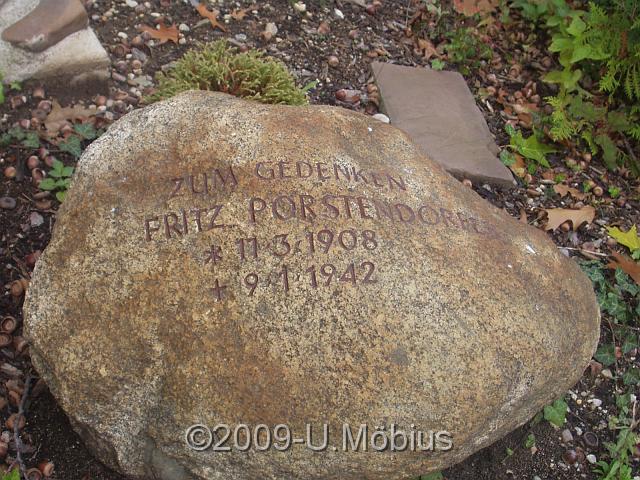 ZUM GEDENKEN
FRITZ PORSTENDORFER
* 11·3·1908
+ 9·1·1942
©2009-U.Möbius